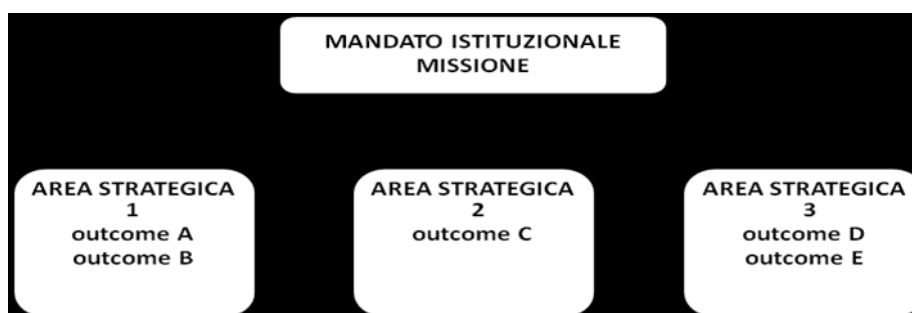 MANDATO ISTITUZIONALE
MISSIONE
AREA STRATEGICA
1
outcome A
outcome B
AREA STRATEGICA
2
outcome C
AREA STRATEGICA
3
outcome D
outcome E